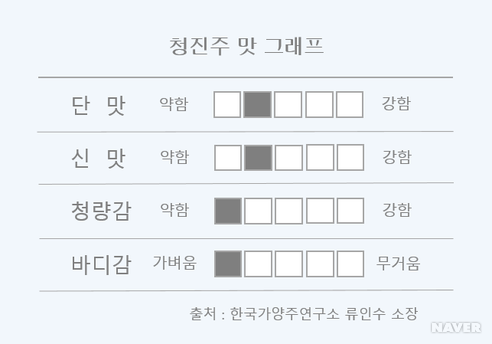 청진주 맛 그래프
단 맛 약함 강함
신 맛 약함 강함
청량감 약함 강함
바디감 가벼움 무거움
출처 : 한국가양주연구소 류인수 소장
NAVER